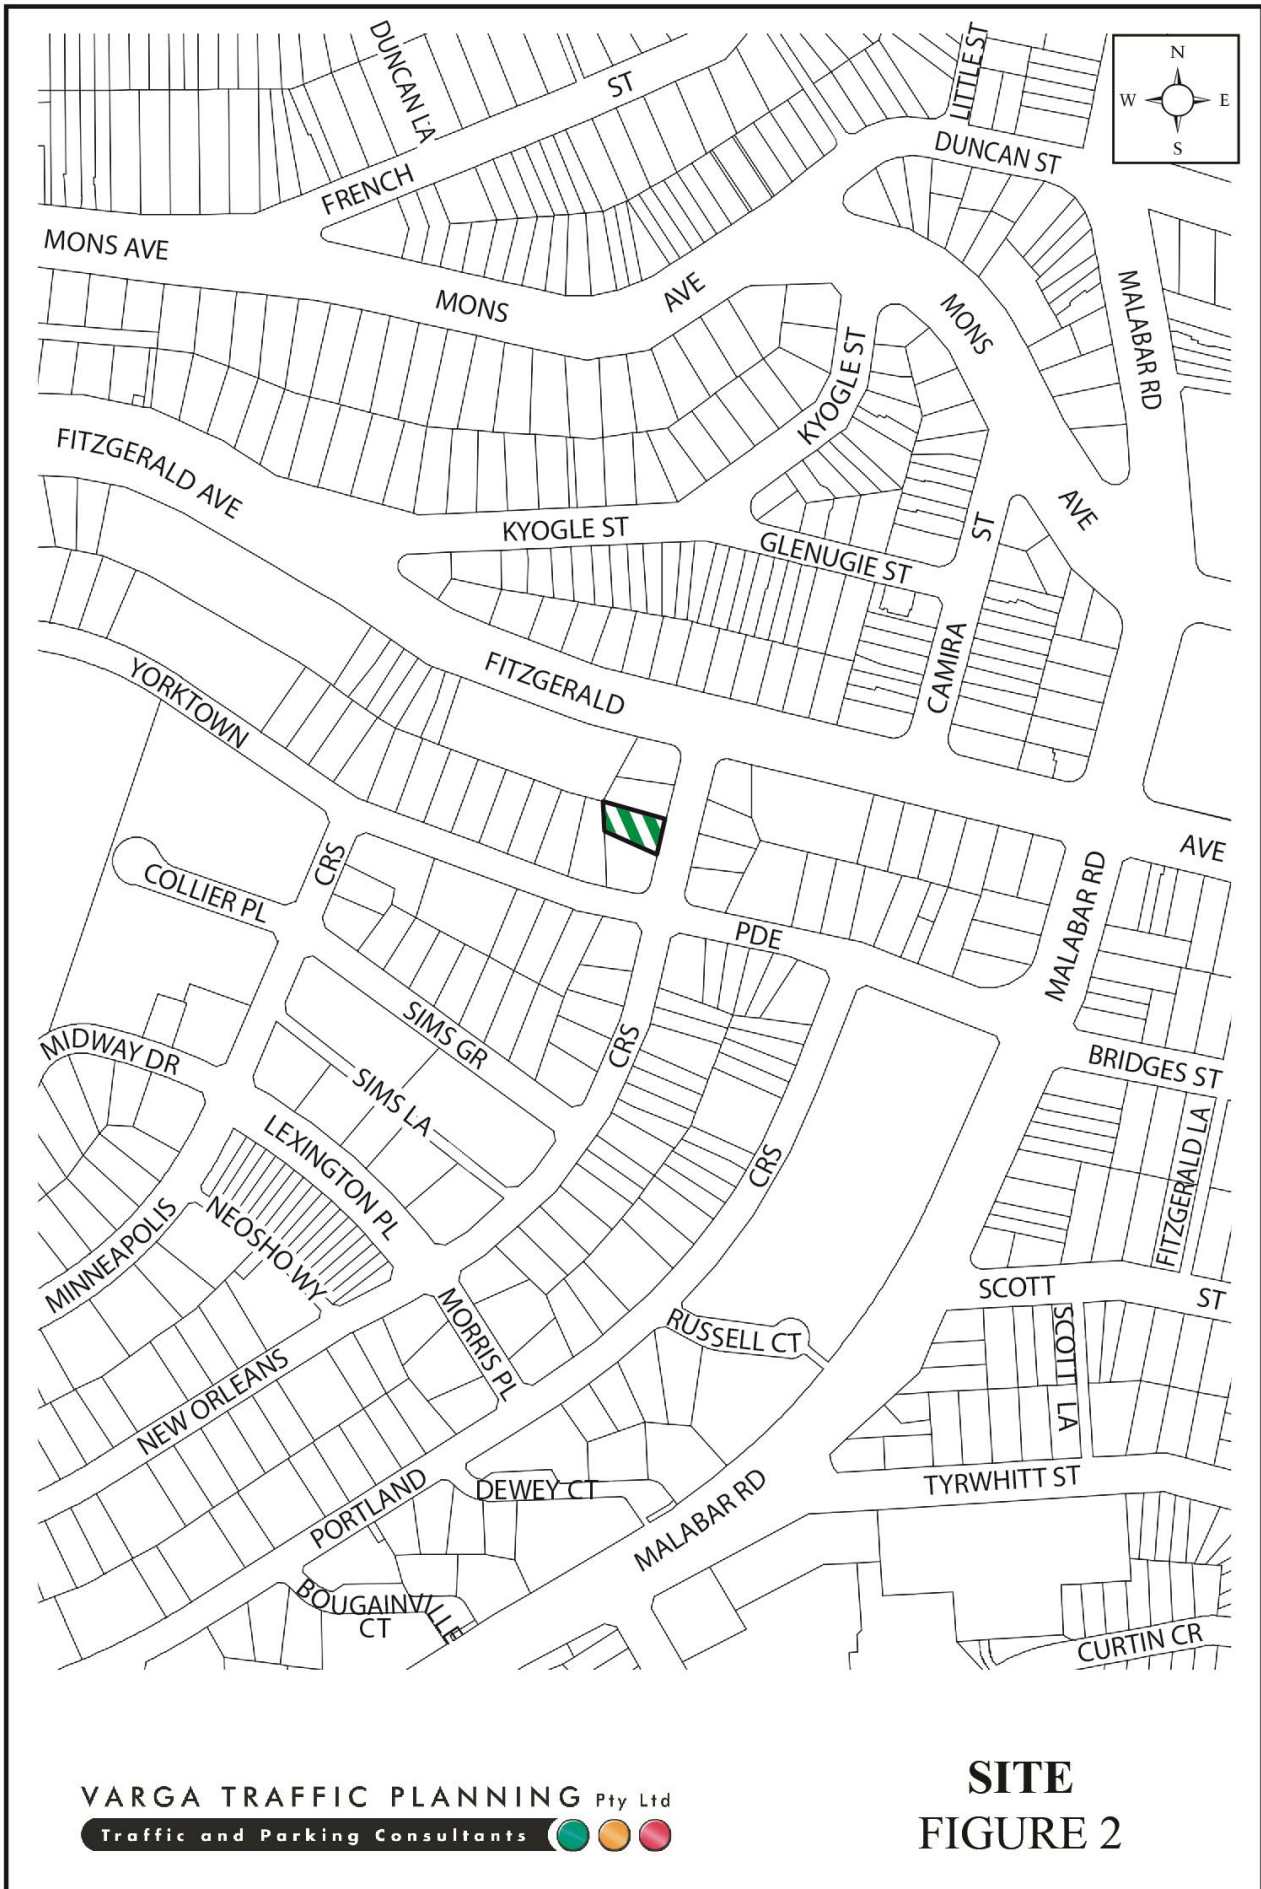 DUNCAN LA
ST
LITTLE ST
N
W E
S
DUNCAN ST
FRENCH
MONS AVE
MONS
AVE
MONS
MALABAR RD
KYOGLE ST
FITZGERALD AVE
AVE
KYOGLE ST
ST
GLENUGIE ST
CAMIRA
FITZGERALD
YORKTOWN
AVE
CRS
MALABAR RD
COLLIER PL
PDE
SIMS GR
CRS
MIDWAY DR
BRIDGES ST
SIMS LA
LEXINGTON PL
CRS
FITZGERALD LA
NEOSHO WY
MINNEAPOLIS
SCOTT
ST
MORRIS PL
RUSSELL CT
SCOTT LA
NEW ORLEANS
DEWEY CT
TYRWHITT ST
PORTLAND
MALABAR RD
BOUGAINVILLE
CT
CURTIN CR
SITE
FIGURE 2
VARGA TRAFFIC PLANNING Pty Ltd
Traffic and Parking Consultants